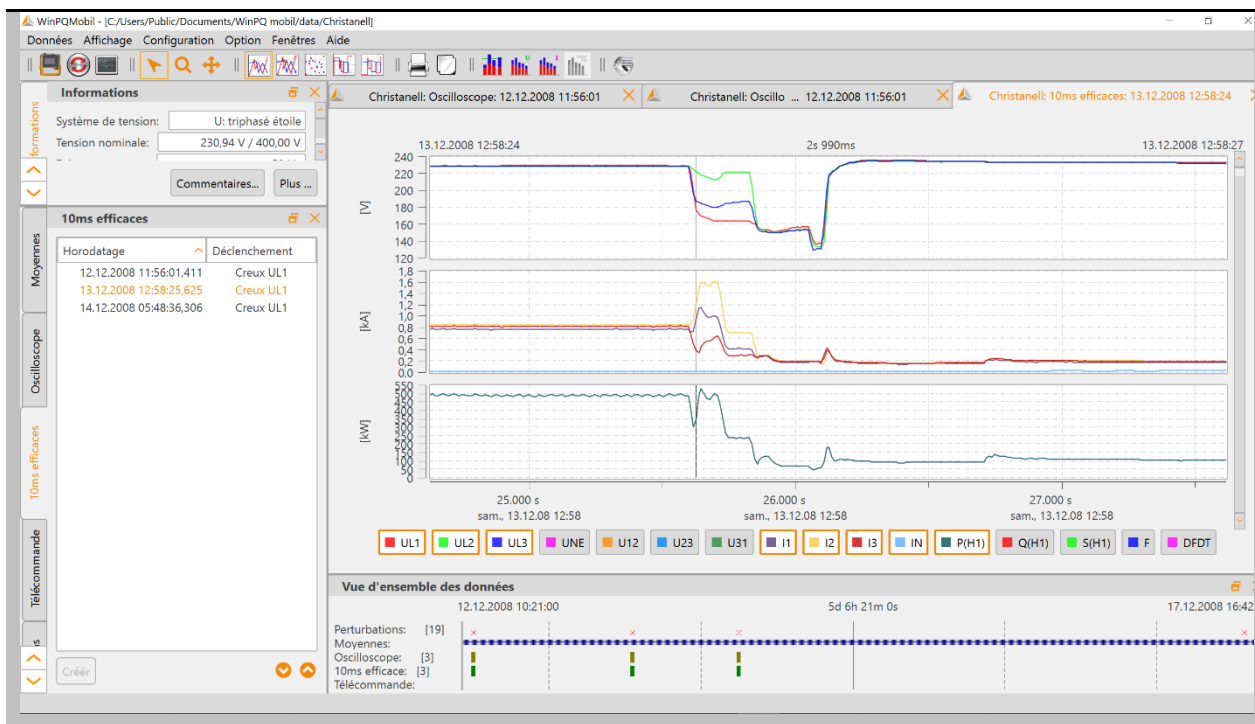 WinPQMobil - [C:/Users/Public/Documents/WinPQ mobil/data/Christanell]
Données Affichage Configuration Option Fenêtres Aide
Informations
Système de tension: U: triphasé étoile
Tension nominale: 230,94 V / 400,00 V
Commentaires... Plus ...
10ms efficaces
Horodatage Déclenchement
12.12.2008 11:56:01,411 Creux UL1
13.12.2008 12:58:25,625 Creux UL1
14.12.2008 05:48:36,306 Creux UL1
Créér
formations
Moyennes
Oscilloscope
10ms efficaces
Télécommande
Christanell: Oscilloscope: 12.12.2008 11:56:01
Christanell: Oscillo ... 12.12.2008 11:56:01
Christanell: 10ms efficaces: 13.12.2008 12:58:24
13.12.2008 12:58:24 2s 990ms 13.12.2008 12:58:27
[V]
240
220
200
180
160
140
120
[kA]
1,8
1,6
1,4
1,2
1,0
0,8
0,6
0,4
0,2
0,0
[kW]
550
500
450
400
350
300
250
200
150
100
50
0
25.000 s 26.000 s 27.000 s
sam., 13.12.08 12:58 sam., 13.12.08 12:58 sam., 13.12.08 12:58
UL1 UL2 UL3 UNE U12 U23 U31 I1 I2 I3 IN P(H1) Q(H1) S(H1) F DFDT
Vue d'ensemble des données
12.12.2008 10:21:00 5d 6h 21m 0s 17.12.2008 16:42
Perturbations: [19]
Moyennes:
Oscilloscope: [3]
10ms efficace: [3]
Télécommande: